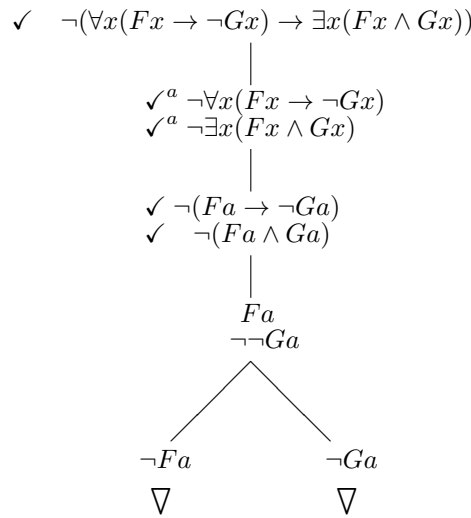 ✓ ¬(∀x(Fx → ¬Gx) → ∃x(Fx ∧ Gx))
✓ᵃ ¬∀x(Fx → ¬Gx)
✓ᵃ ¬∃x(Fx ∧ Gx)
✓ ¬(Fa → ¬Ga)
✓ ¬(Fa ∧ Ga)
Fa
¬¬Ga
¬Fa ¬Ga
▽ ▽